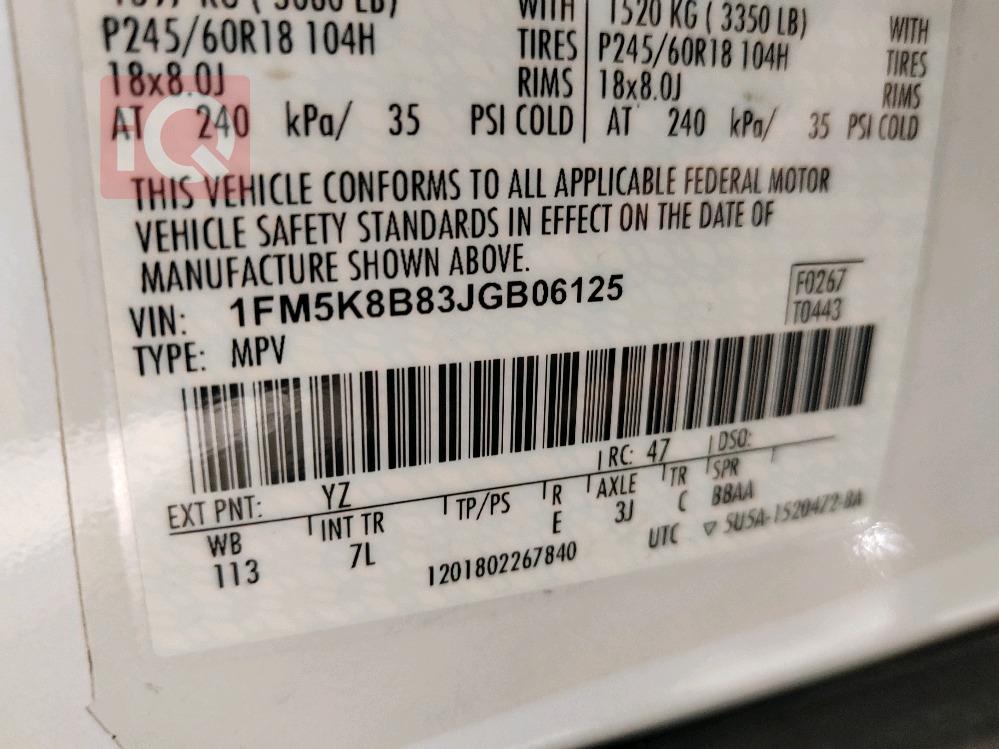 KG ( LB) WITH 1520 KG ( 3350 LB) WITH
P245/60R18 104H TIRES P245/60R18 104H TIRES
18x8.0J RIMS 18x8.0J RIMS
AT 240 kPa/ 35 PSI COLD AT 240 kPa/ 35 PSI COLD
IQ
THIS VEHICLE CONFORMS TO ALL APPLICABLE FEDERAL MOTOR
VEHICLE SAFETY STANDARDS IN EFFECT ON THE DATE OF
MANUFACTURE SHOWN ABOVE.
VIN: 1FM5K8B83JGB06125 F0267
TYPE: MPV T0443
EXT PNT: YZ RC: 47 DSO:
WB INT TR TP/PS R AXLE TR SPR
113 7L E 3J C BBAA
1201802267840 UTC ▽ 5U5A-1520472-BA